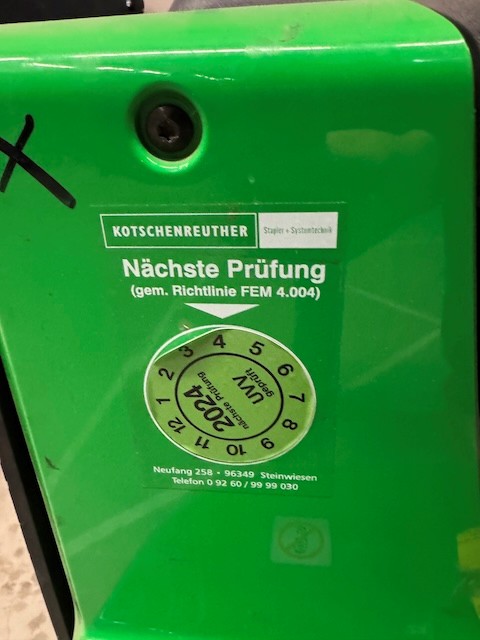 KOTSCHENREUTHER Stapler + Systemtechnik
Nächste Prüfung
(gem. Richtlinie FEM 4.004)
1 2 3 4 5 6 7 8 9 10 11 12
UVV
geprüft
2024
nächste Prüfung
Neufang 258 • 96349 Steinwiesen
Telefon 0 92 60 / 99 99 030
X